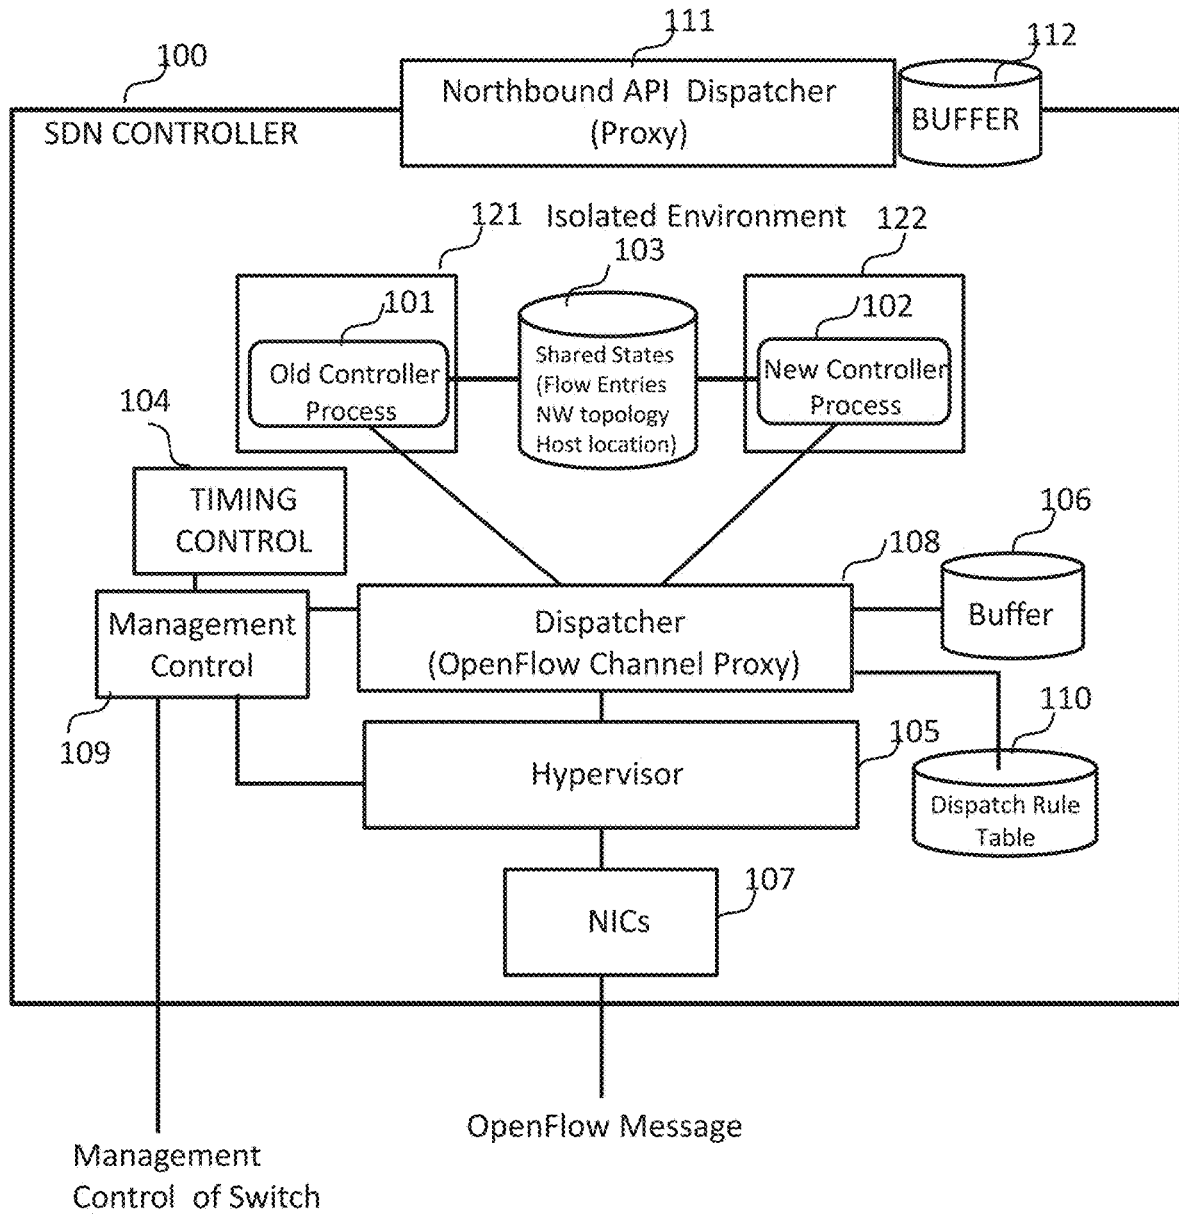 111
112
100
Northbound API Dispatcher
(Proxy)
BUFFER
SDN CONTROLLER
121
Isolated Environment
122
103
101
102
Old Controller
Process
Shared States
(Flow Entries
NW topology
Host location)
New Controller
Process
104
TIMING
CONTROL
106
108
Buffer
Management
Control
Dispatcher
(OpenFlow Channel Proxy)
110
109
105
Hypervisor
Dispatch Rule
Table
107
NICs
OpenFlow Message
Management
Control of Switch